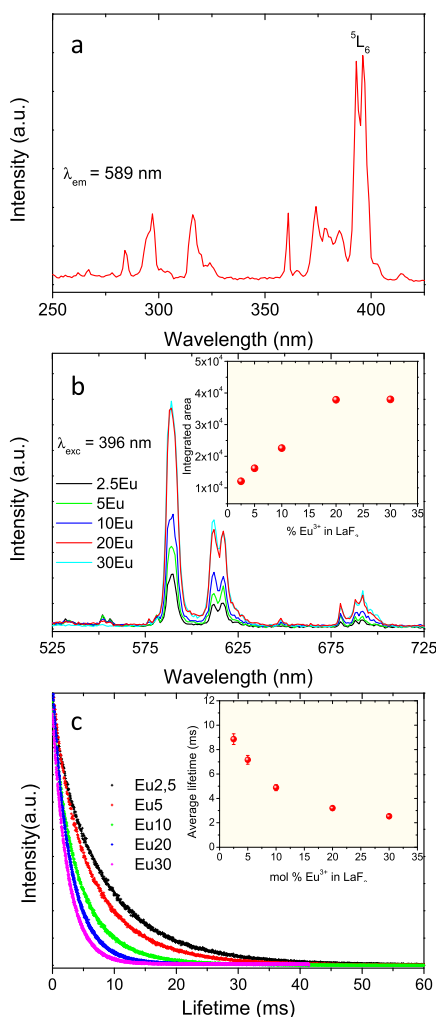 a
⁵L₆
λem = 589 nm
Intensity (a.u.)
250 300 350 400
Wavelength (nm)
b
λexc = 396 nm
2.5Eu
5Eu
10Eu
20Eu
30Eu
Intensity (a.u.)
5x10⁴
4x10⁴
3x10⁴
2x10⁴
1x10⁴
Integrated area
0 5 10 15 20 25 30 35
% Eu³⁺ in LaF
525 575 625 675 725
Wavelength (nm)
c
Eu2,5
Eu5
Eu10
Eu20
Eu30
Intensity(a.u.)
12
10
8
6
4
2
0
Average lifetime (ms)
0 5 10 15 20 25 30 35
mol % Eu³⁺ in LaF
0 10 20 30 40 50 60
Lifetime (ms)